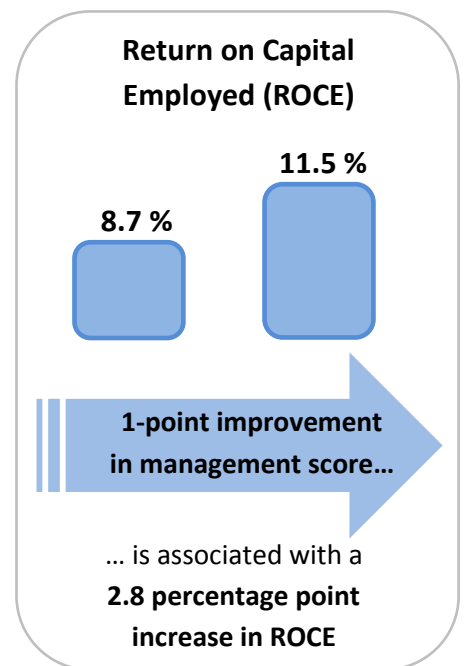 Return on Capital
Employed (ROCE)
11.5 %
8.7 %
1-point improvement
in management score…
… is associated with a
2.8 percentage point
increase in ROCE